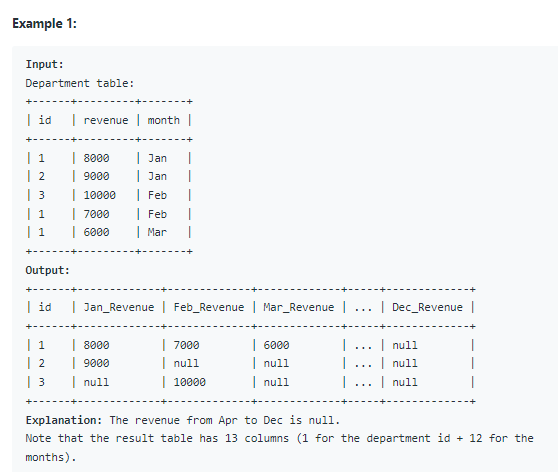 Example 1:
Input:
Department table:
+------+---------+-------+
| id   | revenue | month |
+------+---------+-------+
| 1    | 8000    | Jan   |
| 2    | 9000    | Jan   |
| 3    | 10000   | Feb   |
| 1    | 7000    | Feb   |
| 1    | 6000    | Mar   |
+------+---------+-------+
Output:
+------+-------------+-------------+-------------+-----+-------------+
| id   | Jan_Revenue | Feb_Revenue | Mar_Revenue | ... | Dec_Revenue |
+------+-------------+-------------+-------------+-----+-------------+
| 1    | 8000        | 7000        | 6000        | ... | null        |
| 2    | 9000        | null        | null        | ... | null        |
| 3    | null        | 10000       | null        | ... | null        |
+------+-------------+-------------+-------------+-----+-------------+
Explanation: The revenue from Apr to Dec is null.
Note that the result table has 13 columns (1 for the department id + 12 for the
months).